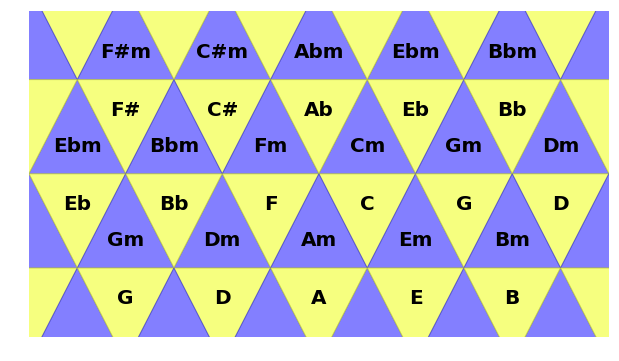 F#m C#m Abm Ebm Bbm
F# C# Ab Eb Bb
Ebm Bbm Fm Cm Gm Dm
Eb Bb F C G D
Gm Dm Am Em Bm
G D A E B